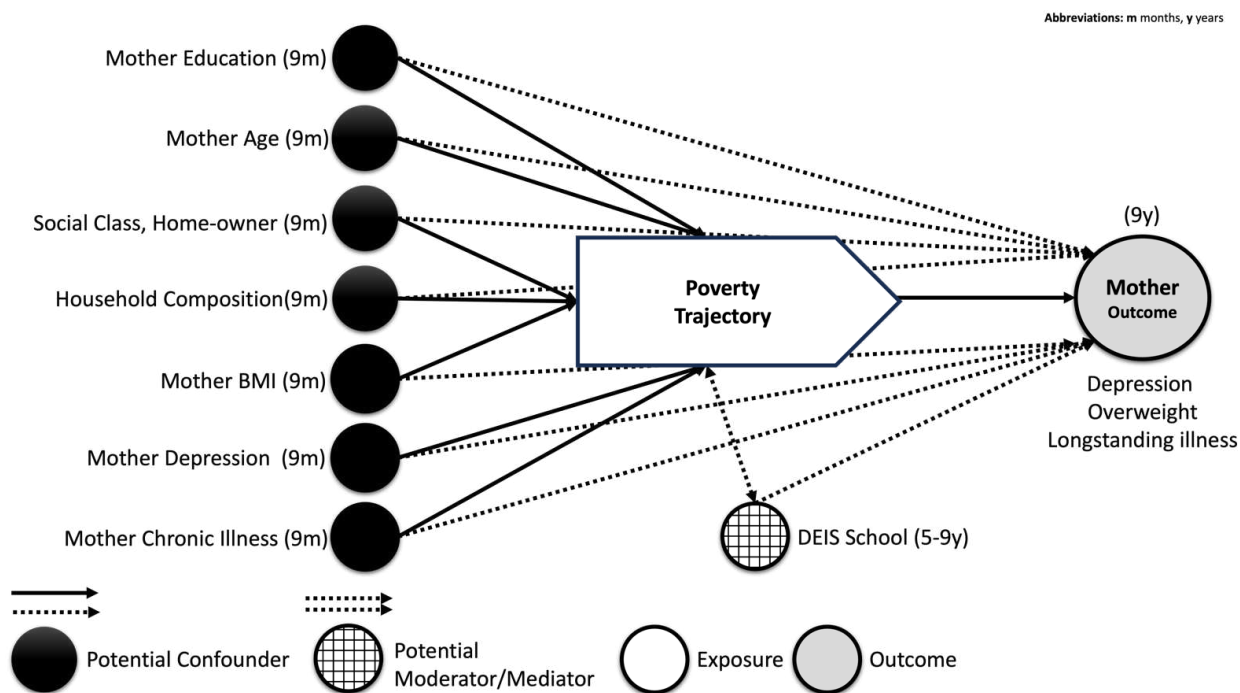 Abbreviations: m months, y years
Mother Education (9m)
Mother Age (9m)
Social Class, Home-owner (9m)
Household Composition(9m)
Mother BMI (9m)
Mother Depression (9m)
Mother Chronic Illness (9m)
Poverty
Trajectory
(9y)
Mother
Outcome
Depression
Overweight
Longstanding illness
DEIS School (5-9y)
Potential Confounder
Potential
Moderator/Mediator
Exposure
Outcome